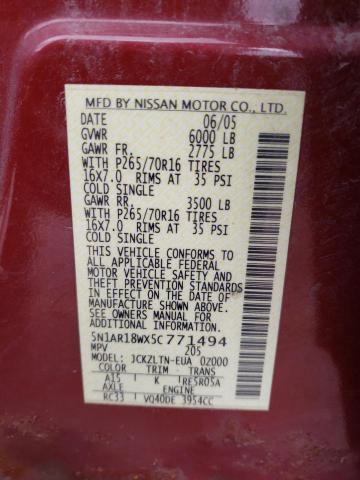 MFD BY NISSAN MOTOR CO., LTD.
DATE 06/05
GVWR 6000 LB
GAWR FR. 2775 LB
WITH P265/70R16 TIRES
16X7.0 RIMS AT 35 PSI
COLD SINGLE
GAWR RR. 3500 LB
WITH P265/70R16 TIRES
16X7.0 RIMS AT 35 PSI
COLD SINGLE
THIS VEHICLE CONFORMS TO
ALL APPLICABLE FEDERAL
MOTOR VEHICLE SAFETY AND
THEFT PREVENTION STANDARDS
IN EFFECT ON THE DATE OF
MANUFACTURE SHOWN ABOVE.
SEE OWNERS MANUAL FOR
ADDITIONAL INFORMATION
5N1AR18WX5C771494
MPV 205
MODEL: JCKZLTN-EUA 02000
COLOR TRIM TRANS
A15 K RE5R05A
AXLE ENGINE
RC33 VQ40DE 3954CC